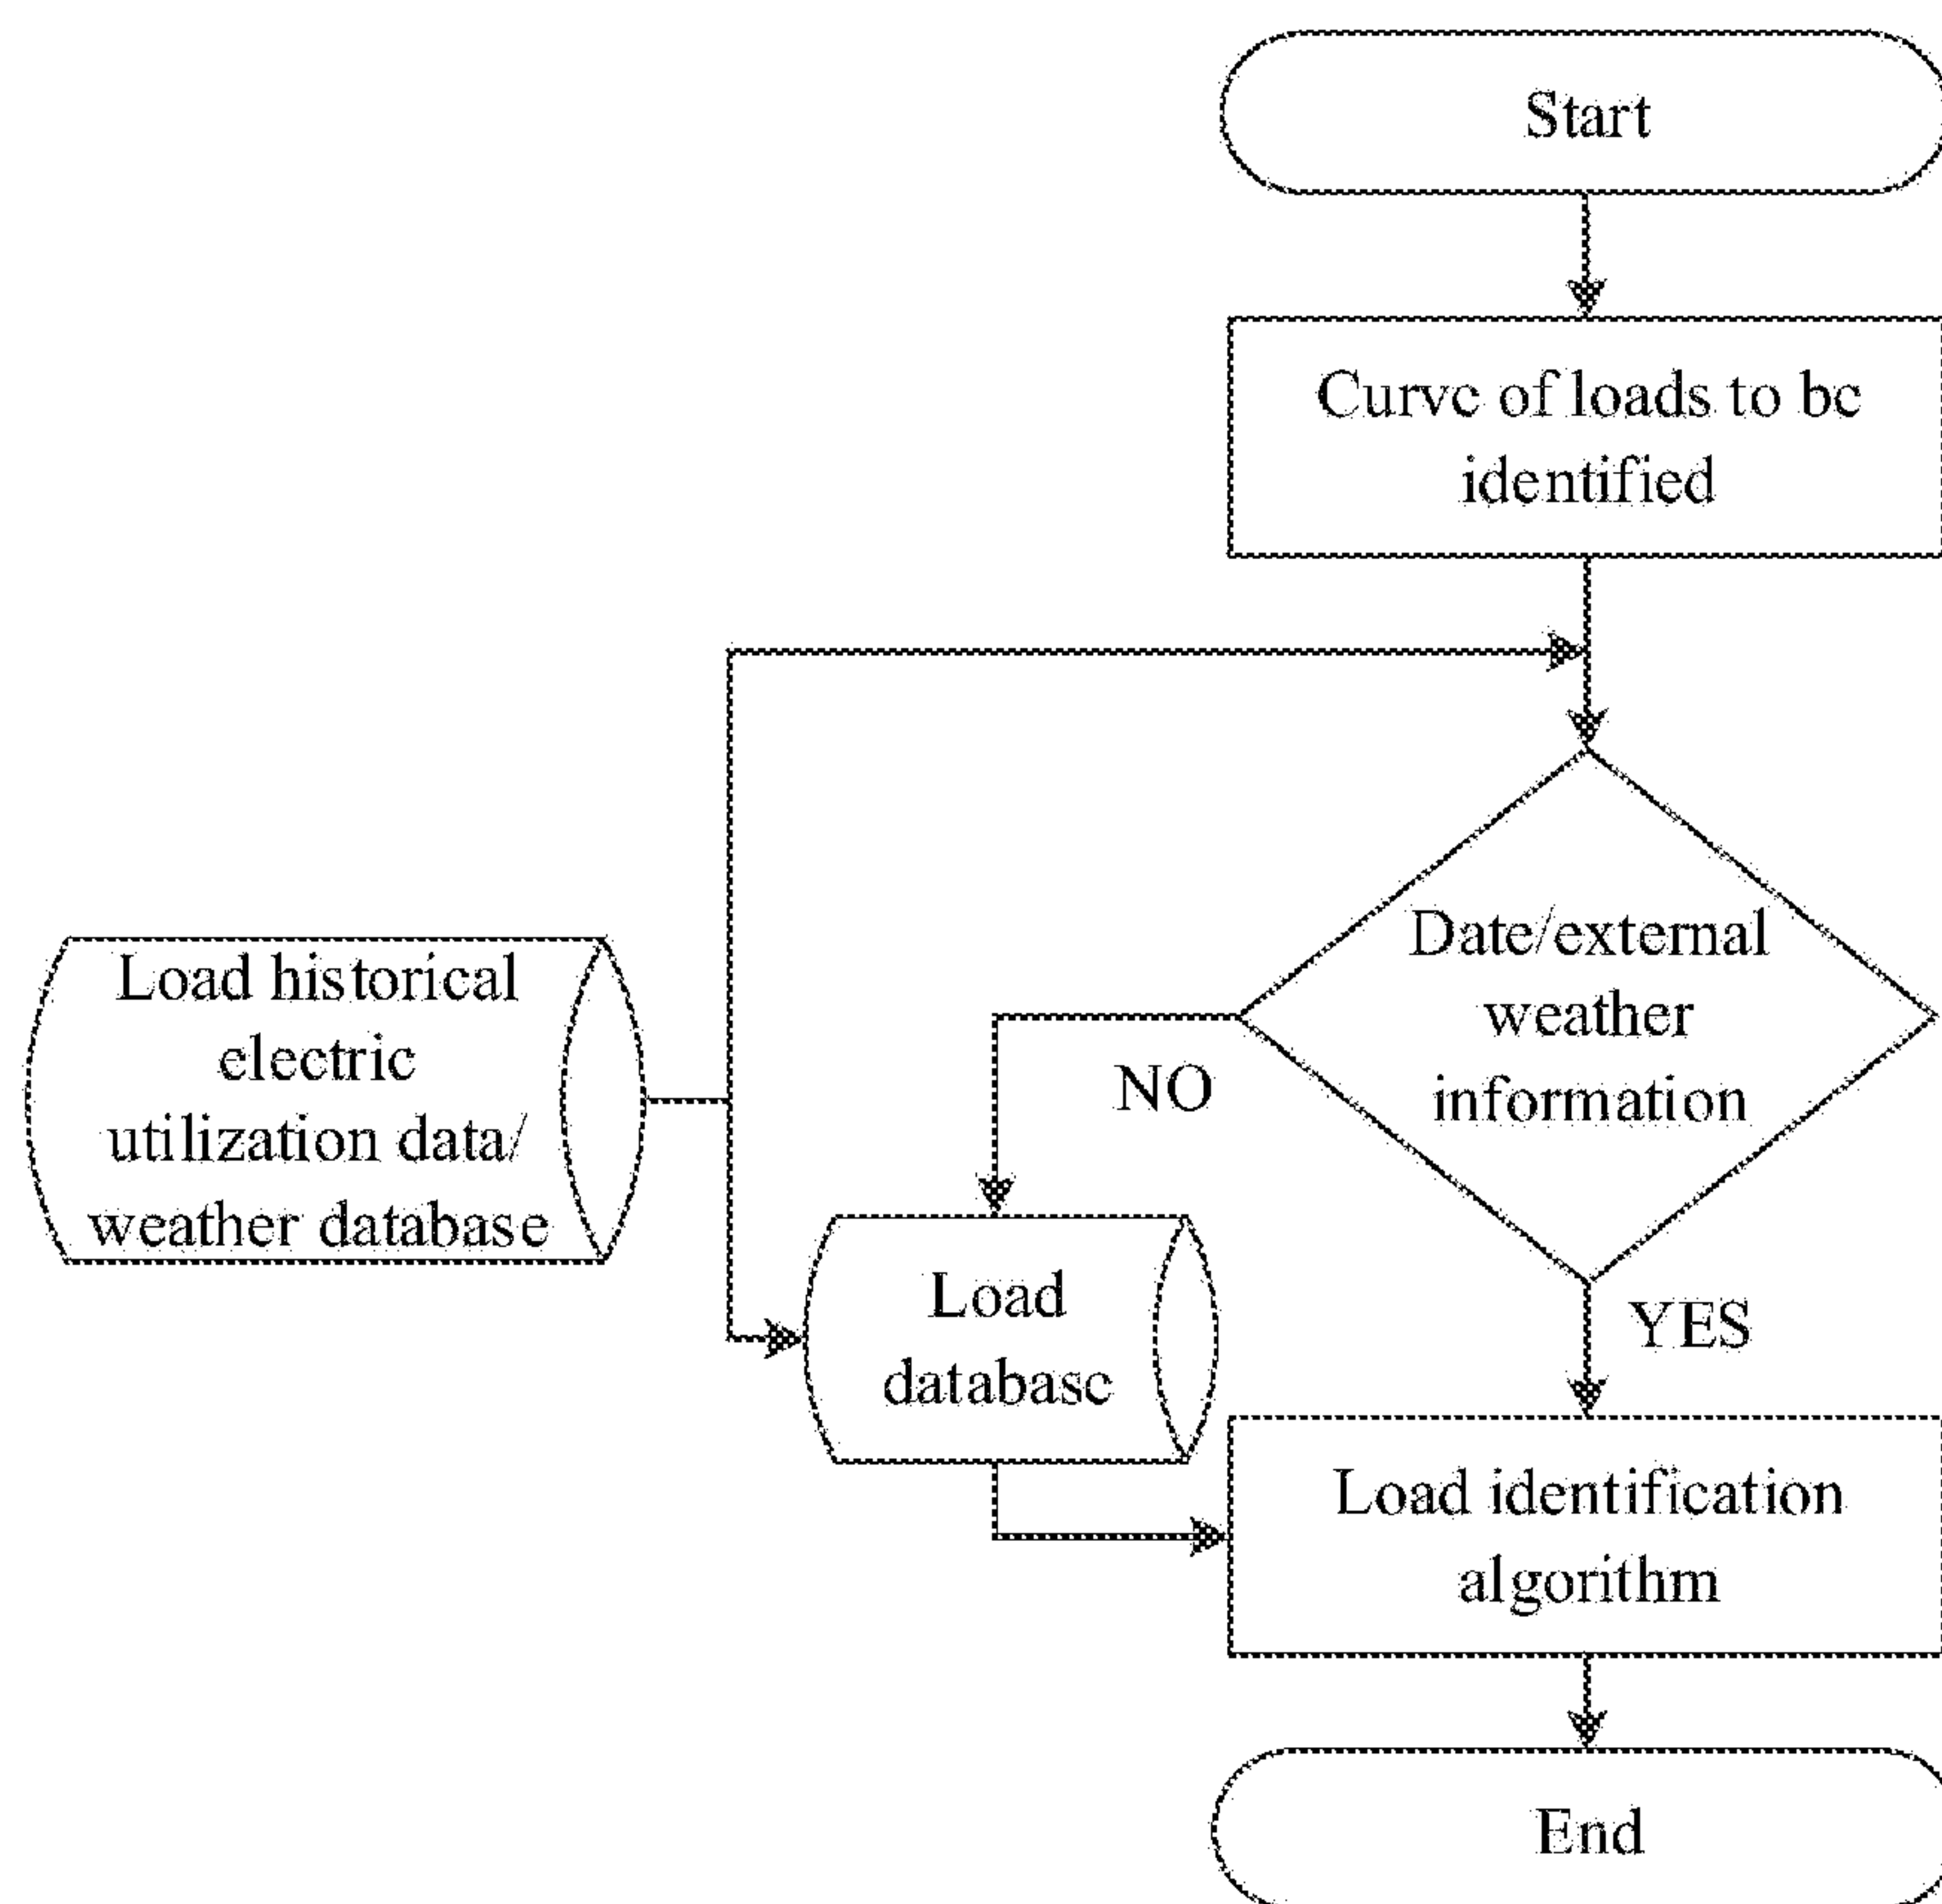 Start
Curve of loads to be
identified
Date/external
weather
information
NO
YES
Load historical
electric
utilization data/
weather database
Load
database
Load identification
algorithm
End